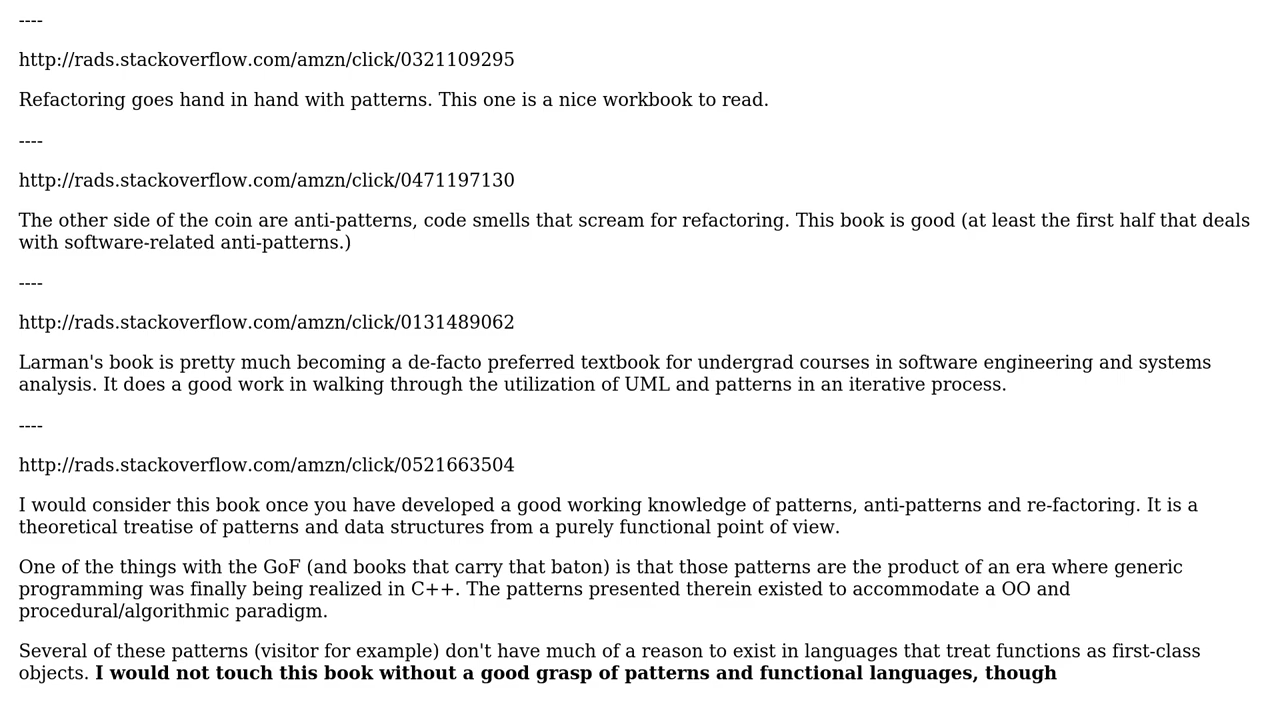 ----
http://rads.stackoverflow.com/amzn/click/0321109295
Refactoring goes hand in hand with patterns. This one is a nice workbook to read.
----
http://rads.stackoverflow.com/amzn/click/0471197130
The other side of the coin are anti-patterns, code smells that scream for refactoring. This book is good (at least the first half that deals
with software-related anti-patterns.)
----
http://rads.stackoverflow.com/amzn/click/0131489062
Larman's book is pretty much becoming a de-facto preferred textbook for undergrad courses in software engineering and systems
analysis. It does a good work in walking through the utilization of UML and patterns in an iterative process.
----
http://rads.stackoverflow.com/amzn/click/0521663504
I would consider this book once you have developed a good working knowledge of patterns, anti-patterns and re-factoring. It is a
theoretical treatise of patterns and data structures from a purely functional point of view.
One of the things with the GoF (and books that carry that baton) is that those patterns are the product of an era where generic
programming was finally being realized in C++. The patterns presented therein existed to accommodate a OO and
procedural/algorithmic paradigm.
Several of these patterns (visitor for example) don't have much of a reason to exist in languages that treat functions as first-class
objects. I would not touch this book without a good grasp of patterns and functional languages, though